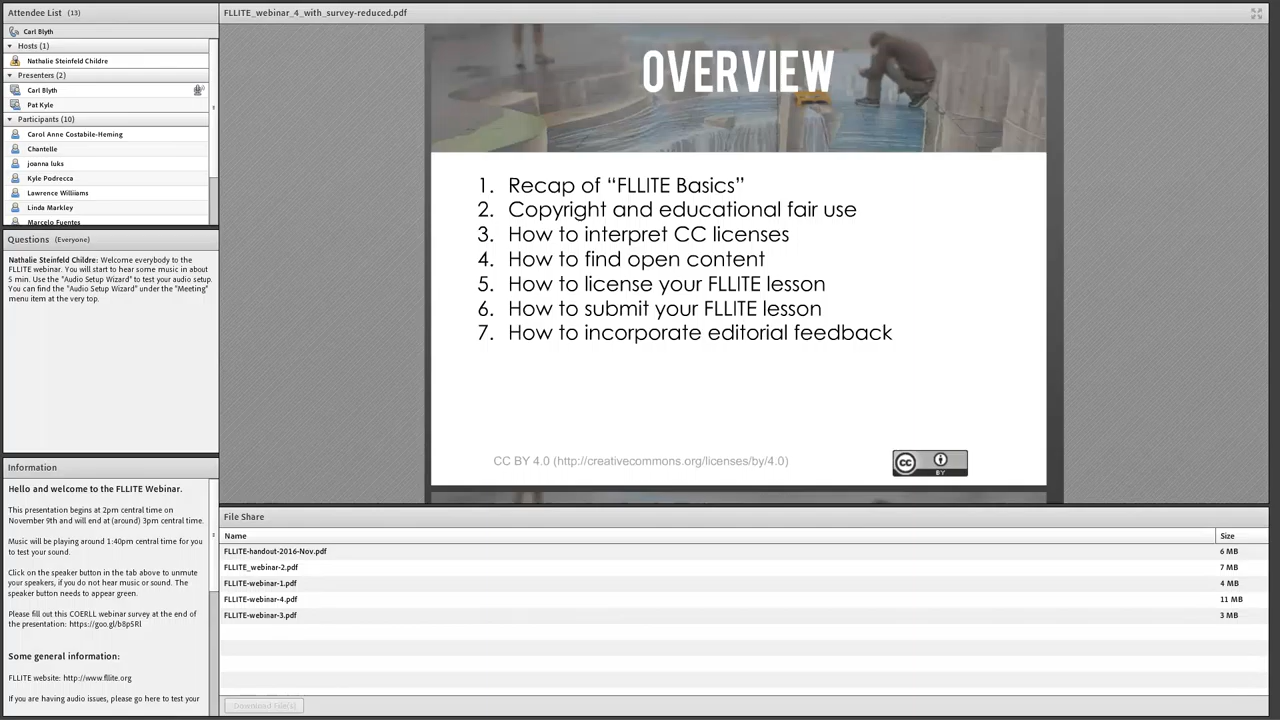 Attendee List (13)
Carl Blyth
Hosts (1)
Nathalie Steinfeld Childre
Presenters (2)
Carl Blyth
Pat Kyle
Participants (10)
Carol Anne Costabile-Heming
Chantelle
joanna luks
Kyle Podrecca
Lawrence Williiams
Linda Markley
Marcelo Fuentes
Questions (Everyone)
Nathalie Steinfeld Childre: Welcome everybody to the
FLLITE webinar. You will start to hear some music in about
5 min. Use the "Audio Setup Wizard" to test your audio setup.
You can find the "Audio Setup Wizard" under the "Meeting"
menu item at the very top.
Information
Hello and welcome to the FLLITE Webinar.
This presentation begins at 2pm central time on
November 9th and will end at (around) 3pm central time.
Music will be playing around 1:40pm central time for you
to test your sound.
Click on the speaker button in the tab above to unmute
your speakers, if you do not hear music or sound. The
speaker button needs to appear green.
Please fill out this COERLL webinar survey at the end of
the presentation: https://goo.gl/b8p5Rl
Some general information:
FLLITE website: http://www.fllite.org
If you are having audio issues, please go here to test your
FLLITE_webinar_4_with_survey-reduced.pdf
OVERVIEW
1. Recap of “FLLITE Basics”
2. Copyright and educational fair use
3. How to interpret CC licenses
4. How to find open content
5. How to license your FLLITE lesson
6. How to submit your FLLITE lesson
7. How to incorporate editorial feedback
CC BY 4.0 (http://creativecommons.org/licenses/by/4.0)
cc
BY
File Share
Name Size
FLLITE-handout-2016-Nov.pdf 6 MB
FLLITE_webinar-2.pdf 7 MB
FLLITE-webinar-1.pdf 4 MB
FLLITE-webinar-4.pdf 11 MB
FLLITE-webinar-3.pdf 3 MB
Download File(s)